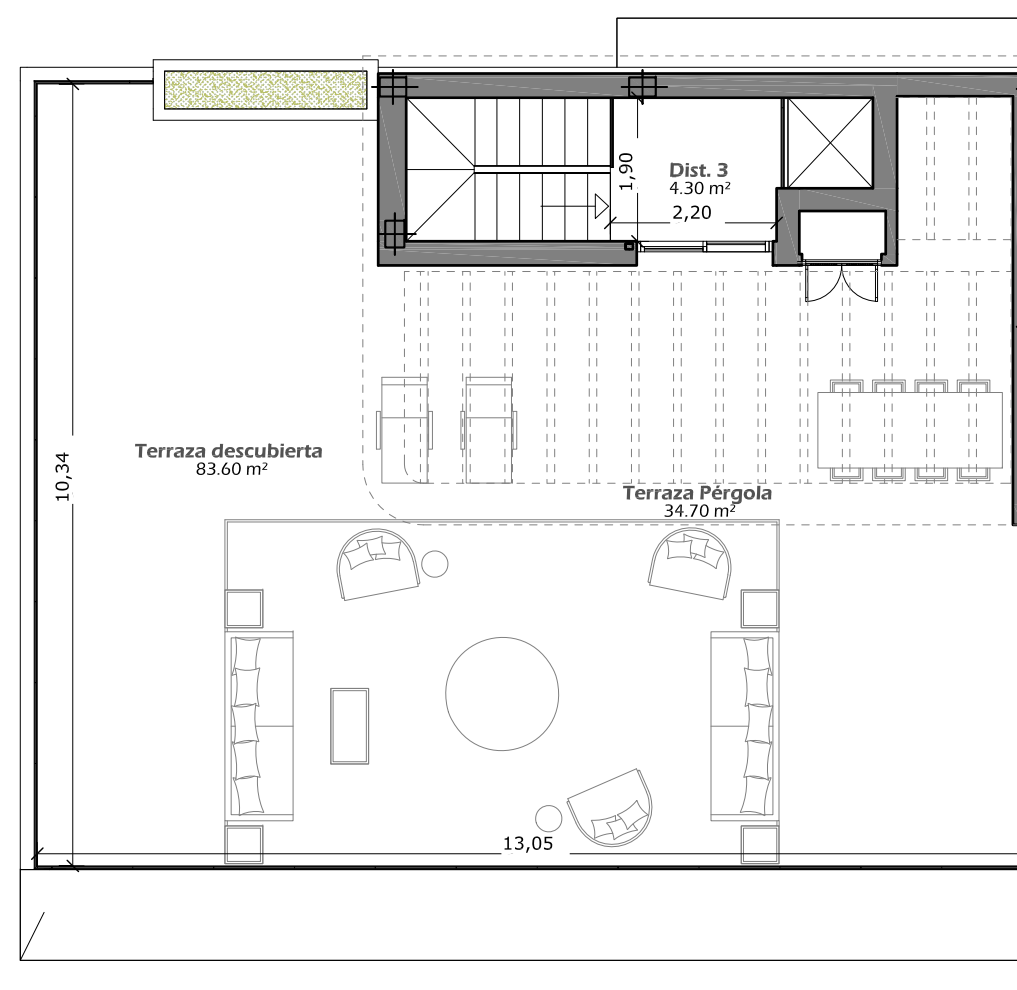 1,90
Dist. 3
4.30 m²
2,20
Terraza descubierta
83.60 m²
10,34
Terraza Pérgola
34.70 m²
13,05